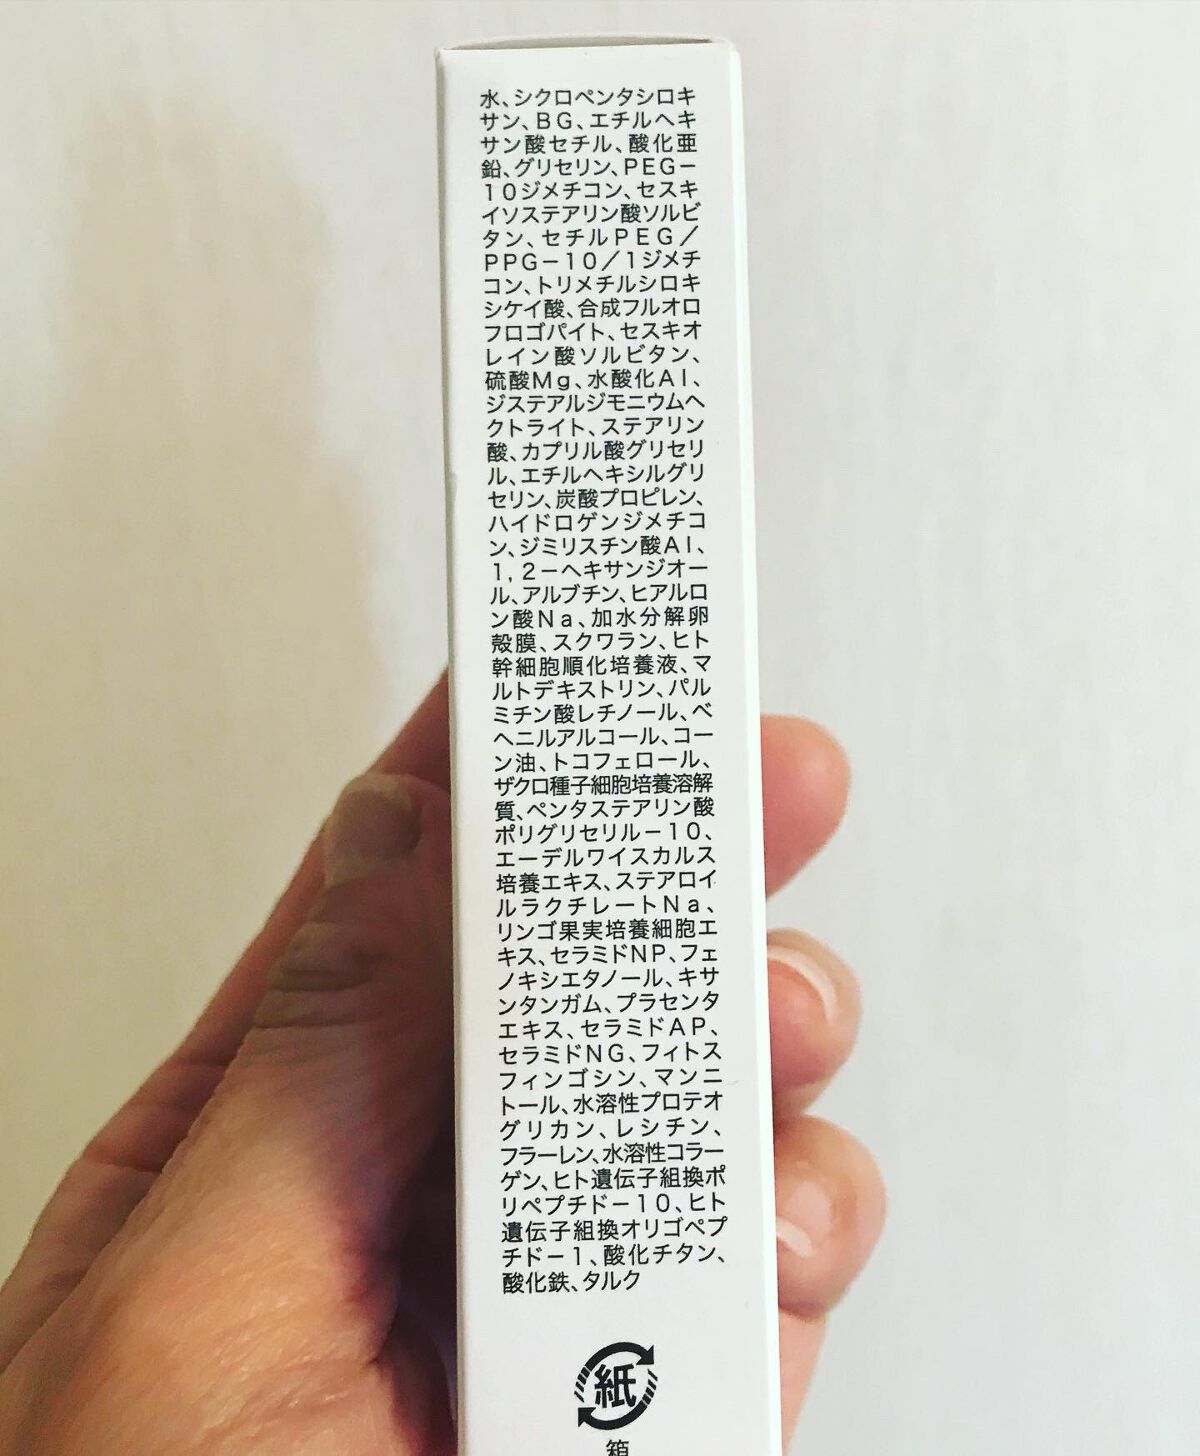 水、シクロペンタシロキ
サン、BG、エチルヘキ
サン酸セチル、酸化亜
鉛、グリセリン、PEG－
10ジメチコン、セスキ
イソステアリン酸ソルビ
タン、セチルPEG／
PPG－10／1ジメチ
コン、トリメチルシロキ
シケイ酸、合成フルオロ
フロゴパイト、セスキオ
レイン酸ソルビタン、
硫酸Mg、水酸化Al、
ジステアルジモニウムヘ
クトライト、ステアリン
酸、カプリル酸グリセリ
ル、エチルヘキシルグリ
セリン、炭酸プロピレン、
ハイドロゲンジメチコ
ン、ジミリスチン酸Al、
1,2－ヘキサンジオー
ル、アルブチン、ヒアルロ
ン酸Na、加水分解卵
殻膜、スクワラン、ヒト
幹細胞順化培養液、マ
ルトデキストリン、パル
ミチン酸レチノール、ベ
ヘニルアルコール、コー
ン油、トコフェロール、
ザクロ種子細胞培養溶解
質、ペンタステアリン酸
ポリグリセリル－10、
エーデルワイスカルス
培養エキス、ステアロイ
ルラクチレートNa、
リンゴ果実培養細胞エ
キス、セラミドNP、フェ
ノキシエタノール、キサ
ンタンガム、プラセンタ
エキス、セラミドAP、
セラミドNG、フィトス
フィンゴシン、マンニ
トール、水溶性プロテオ
グリカン、レシチン、
フラーレン、水溶性コラー
ゲン、ヒト遺伝子組換ポ
リペプチド－10、ヒト
遺伝子組換オリゴペプ
チド－1、酸化チタン、
酸化鉄、タルク
紙
箱